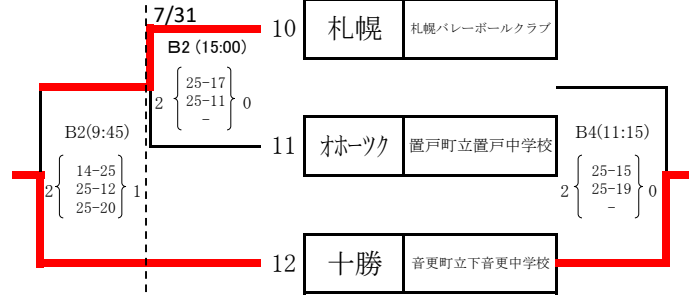 7/31
B2 (15:00)
10 札幌 札幌バレーボールクラブ
2 25-17 0
25-11
-
11 オホーツク 置戸町立置戸中学校
B2(9:45)
14-25
2 25-12 1
25-20
B4(11:15)
25-15
2 25-19 0
-
12 十勝 音更町立下音更中学校